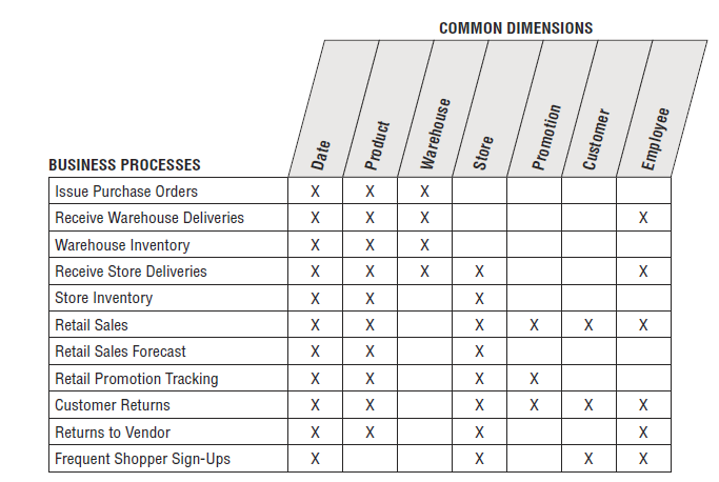 COMMON DIMENSIONS
BUSINESS PROCESSES Date Product Warehouse Store Promotion Customer Employee
Issue Purchase Orders X X X
Receive Warehouse Deliveries X X X X
Warehouse Inventory X X X
Receive Store Deliveries X X X X X
Store Inventory X X X
Retail Sales X X X X X X
Retail Sales Forecast X X X
Retail Promotion Tracking X X X X
Customer Returns X X X X X X
Returns to Vendor X X X X
Frequent Shopper Sign-Ups X X X X